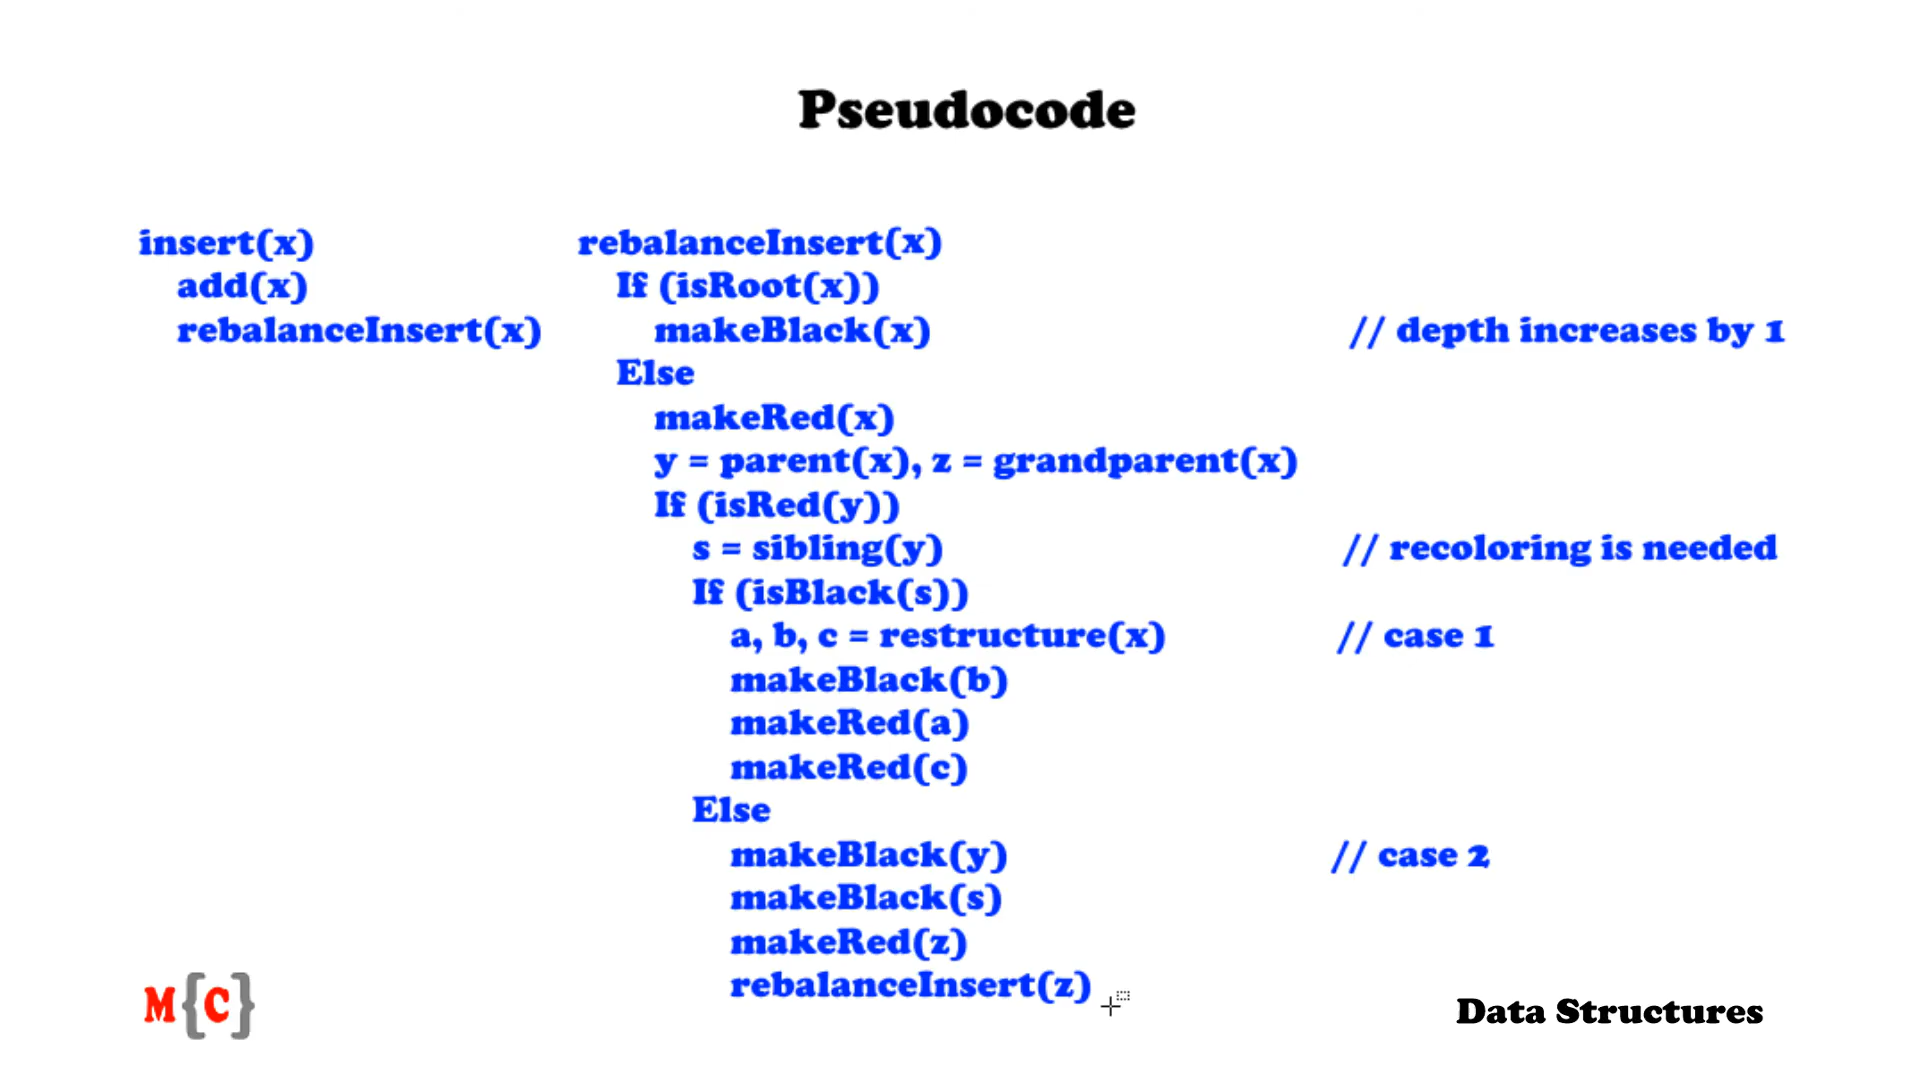 Pseudocode
insert(x)
add(x)
rebalanceInsert(x)
rebalanceInsert(x)
If (isRoot(x))
makeBlack(x) // depth increases by 1
Else
makeRed(x)
y = parent(x), z = grandparent(x)
If (isRed(y))
s = sibling(y) // recoloring is needed
If (isBlack(s))
a, b, c = restructure(x) // case 1
makeBlack(b)
makeRed(a)
makeRed(c)
Else
makeBlack(y) // case 2
makeBlack(s)
makeRed(z)
rebalanceInsert(z)
M{C}
Data Structures